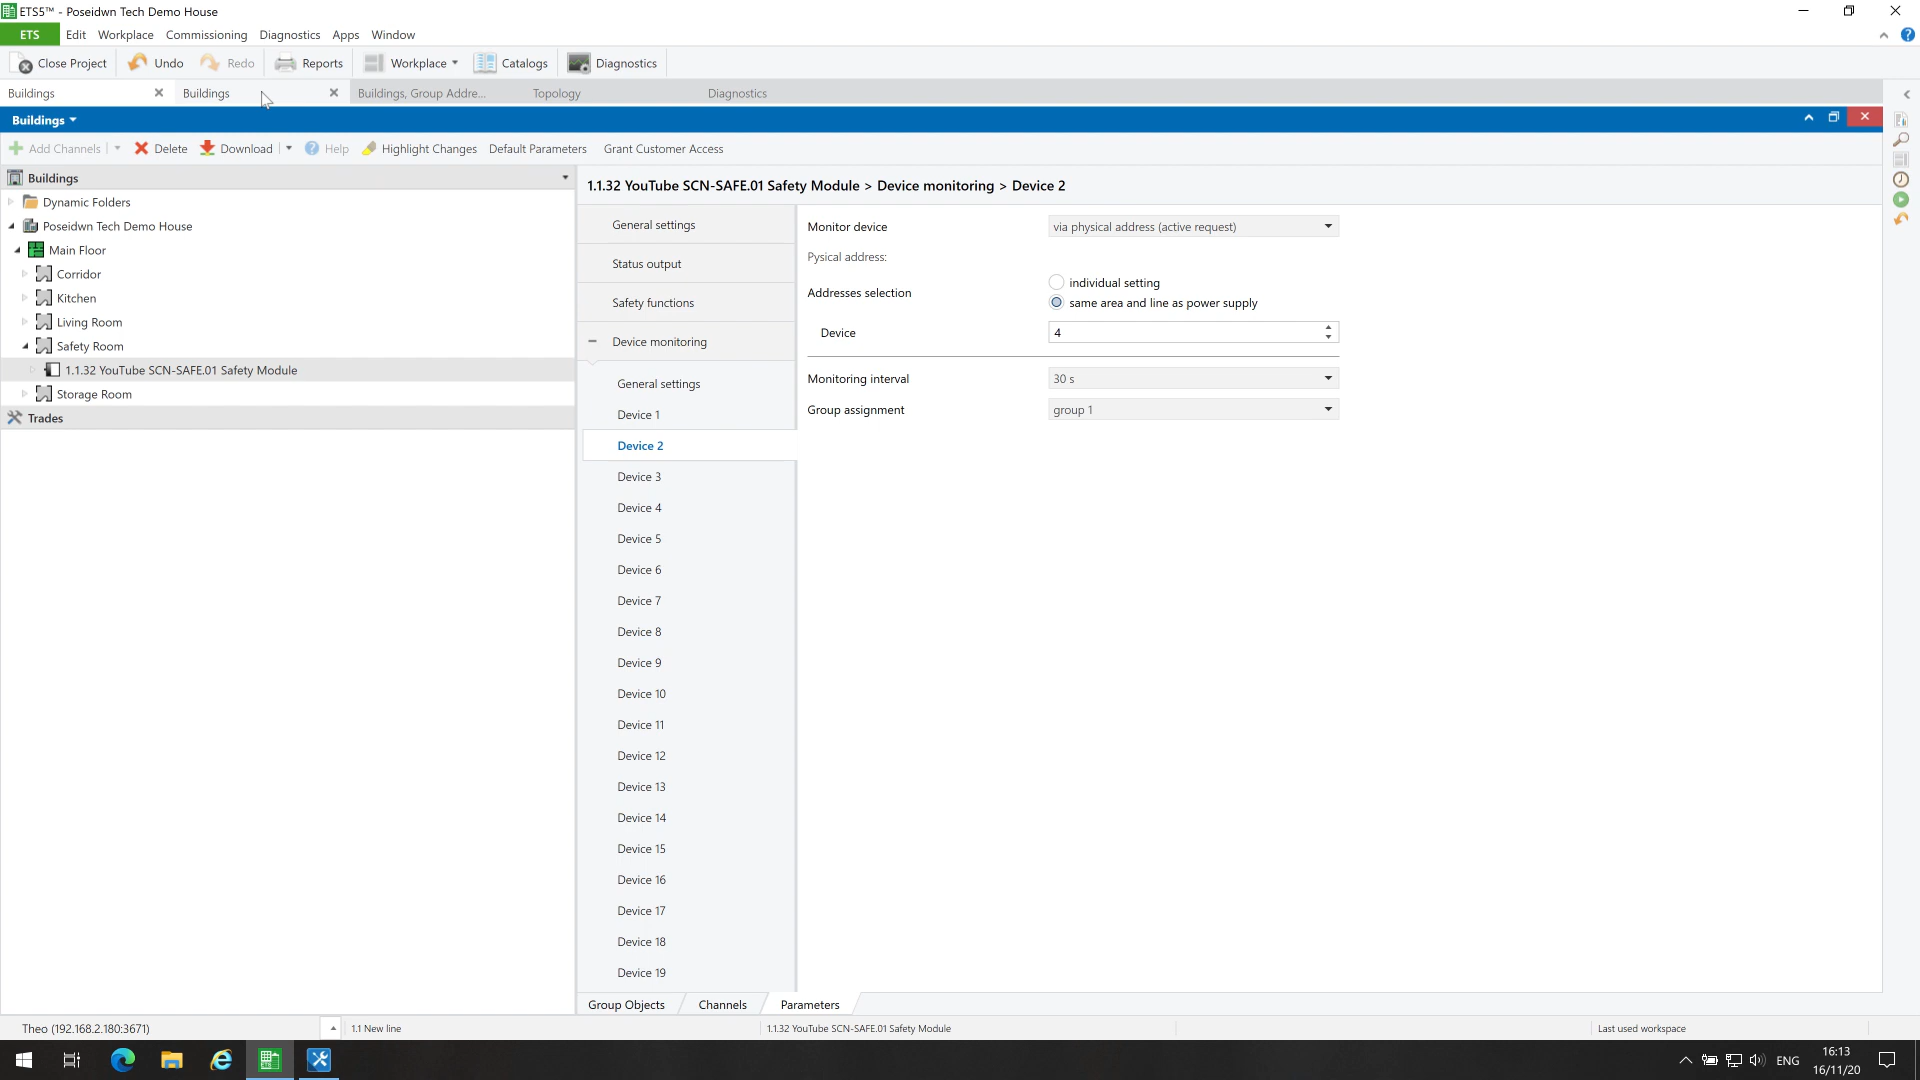 ETS5™ - Poseidwn Tech Demo House
ETS Edit Workplace Commissioning Diagnostics Apps Window
Close Project Undo Redo Reports Workplace Catalogs Diagnostics
Buildings Buildings Buildings, Group Addre... Topology Diagnostics
Buildings
Add Channels Delete Download Help Highlight Changes Default Parameters Grant Customer Access
Buildings
Dynamic Folders
Poseidwn Tech Demo House
Main Floor
Corridor
Kitchen
Living Room
Safety Room
1.1.32 YouTube SCN-SAFE.01 Safety Module
Storage Room
Trades
1.1.32 YouTube SCN-SAFE.01 Safety Module > Device monitoring > Device 2
General settings
Status output
Safety functions
Device monitoring
General settings
Device 1
Device 2
Device 3
Device 4
Device 5
Device 6
Device 7
Device 8
Device 9
Device 10
Device 11
Device 12
Device 13
Device 14
Device 15
Device 16
Device 17
Device 18
Device 19
Monitor device via physical address (active request)
Pysical address:
Addresses selection
individual setting
same area and line as power supply
Device 4
Monitoring interval 30 s
Group assignment group 1
Group Objects Channels Parameters
Theo (192.168.2.180:3671) 1.1 New line 1.1.32 YouTube SCN-SAFE.01 Safety Module Last used workspace
ENG
16:13
16/11/20